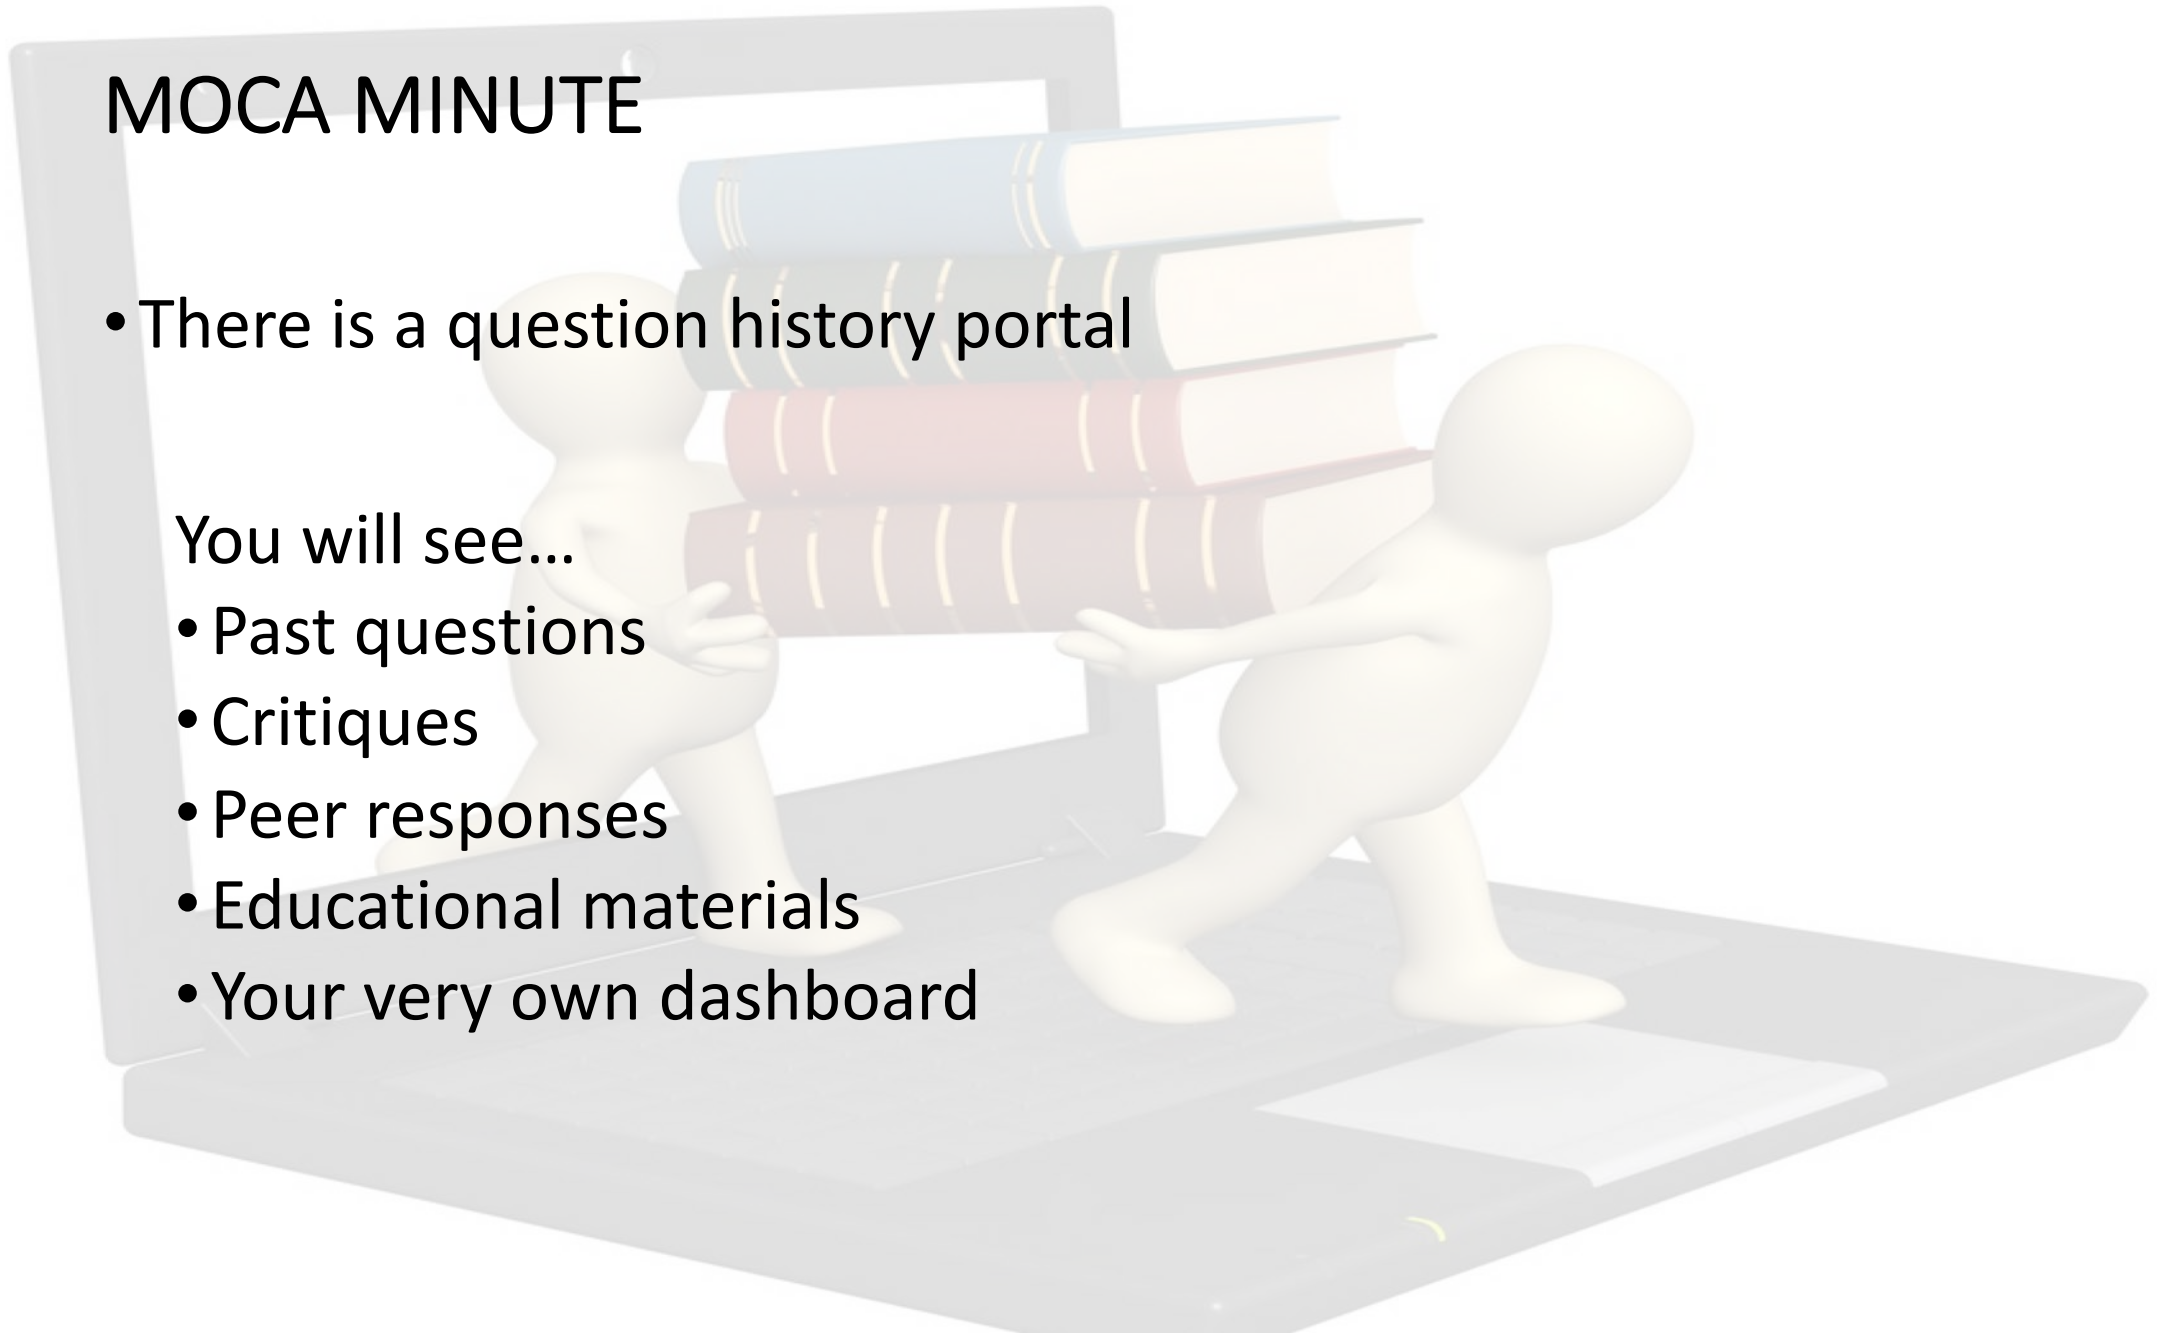 MOCA MINUTE
• There is a question history portal
You will see…
• Past questions
• Critiques
• Peer responses
• Educational materials
• Your very own dashboard